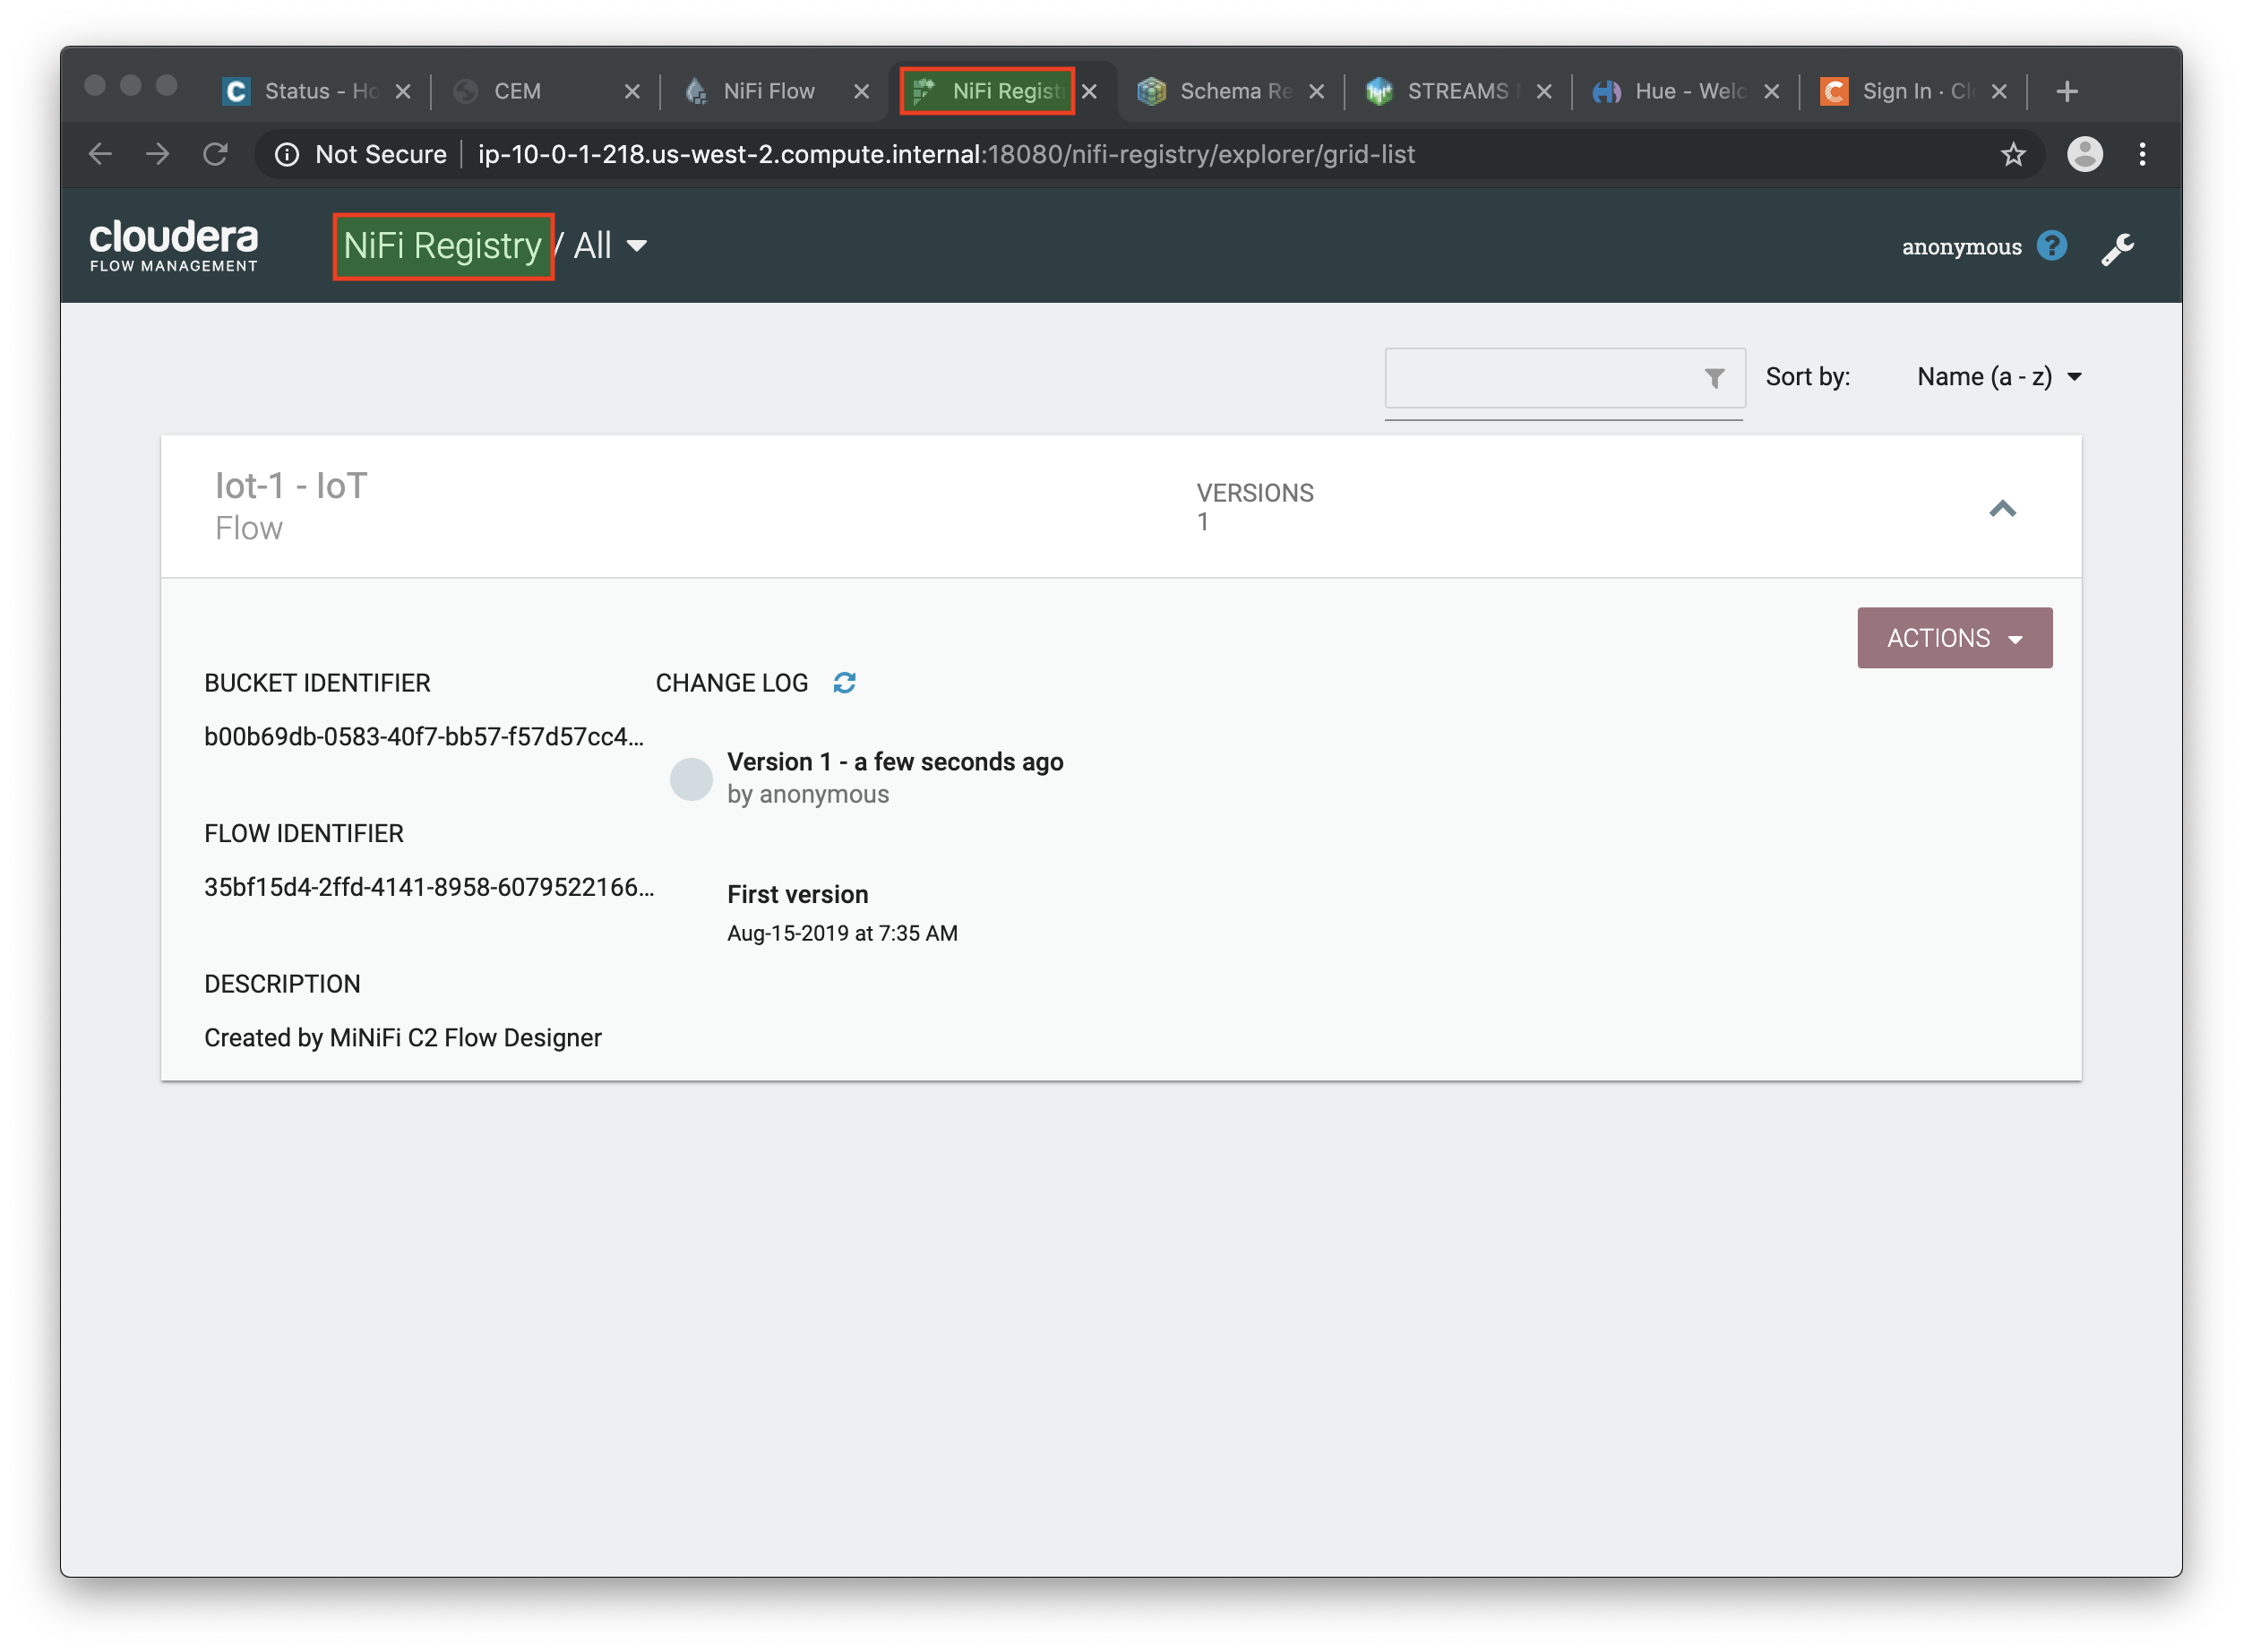 Status - Ho
CEM
NiFi Flow
NiFi Regist
Schema Re
STREAMS
Hue - Welc
Sign In · Cl
Not Secure
ip-10-0-1-218.us-west-2.compute.internal:18080/nifi-registry/explorer/grid-list
cloudera
FLOW MANAGEMENT
NiFi Registry / All
anonymous
Sort by:
Name (a - z)
Iot-1 - IoT
Flow
VERSIONS
1
ACTIONS
BUCKET IDENTIFIER
b00b69db-0583-40f7-bb57-f57d57cc4...
FLOW IDENTIFIER
35bf15d4-2ffd-4141-8958-6079522166...
DESCRIPTION
Created by MiNiFi C2 Flow Designer
CHANGE LOG
Version 1 - a few seconds ago
by anonymous
First version
Aug-15-2019 at 7:35 AM